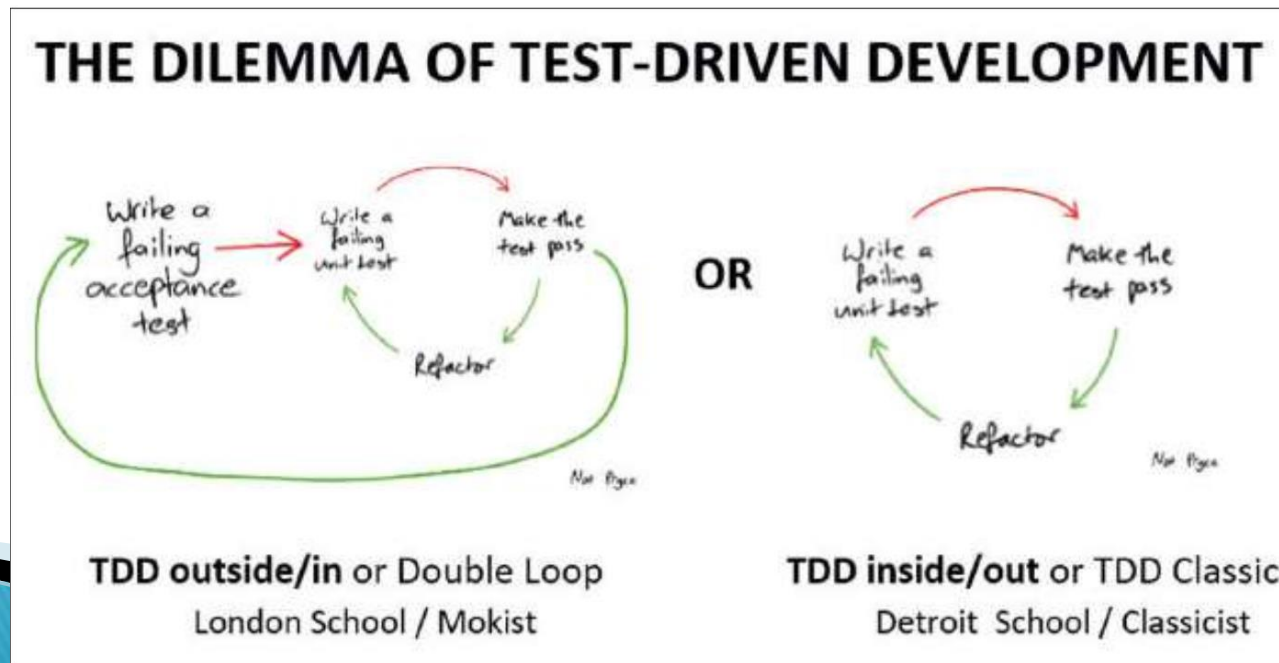 THE DILEMMA OF TEST-DRIVEN DEVELOPMENT
Write a
failing
acceptance
test
Write a
failing
unit test
Make the
test pass
Refactor
OR
Write a
failing
unit test
Make the
test pass
Refactor
TDD outside/in or Double Loop
London School / Mokist
TDD inside/out or TDD Classic
Detroit School / Classicist